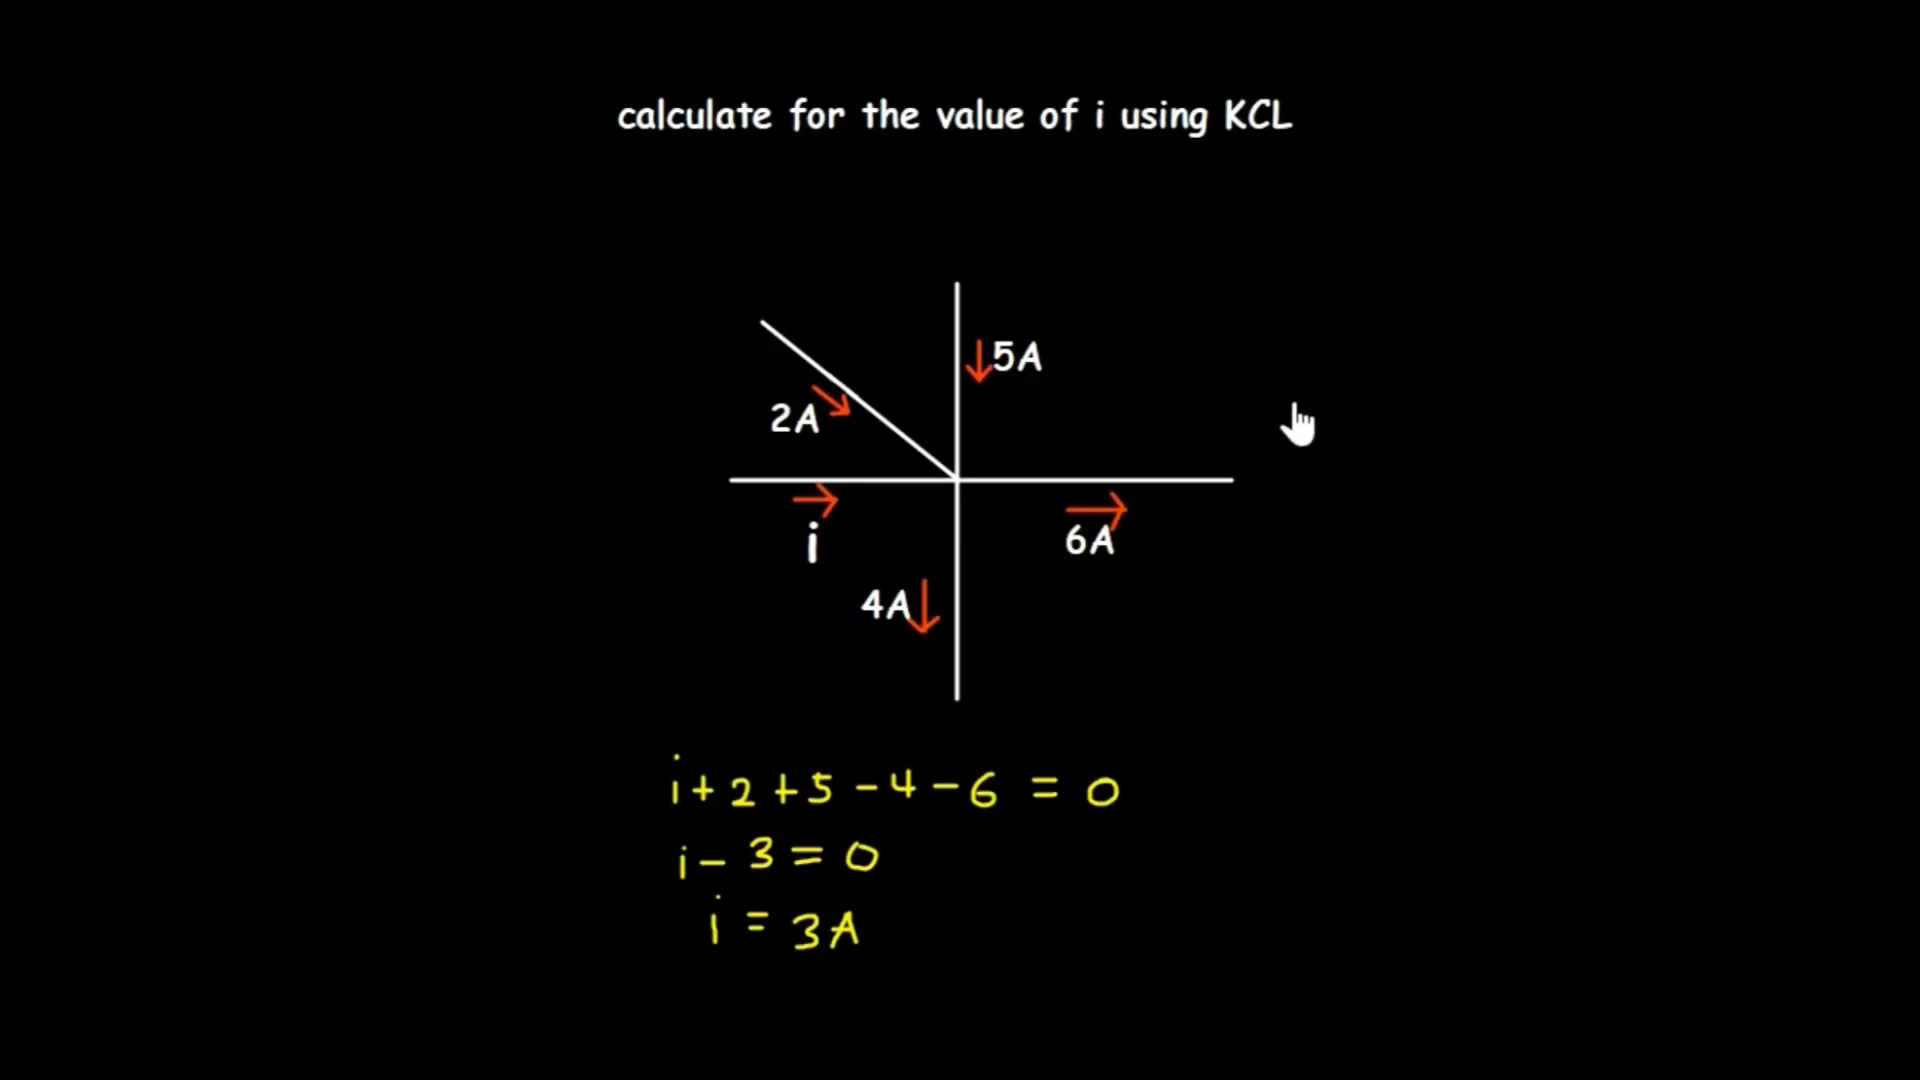 calculate for the value of i using KCL
5A
2A
i
6A
4A
i + 2 + 5 - 4 - 6 = 0
i - 3 = 0
i = 3A